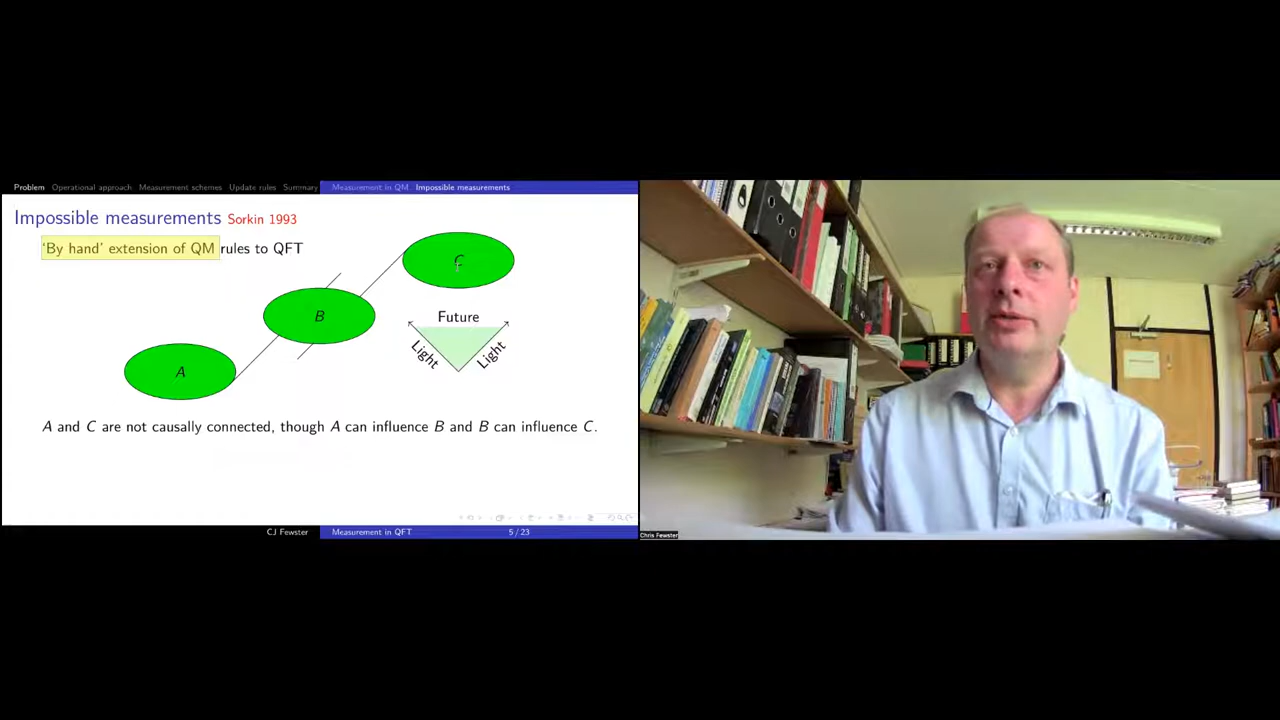 Problem Operational approach Measurement schemes Update rules Summary Measurement in QM Impossible measurements
Impossible measurements Sorkin 1993
'By hand' extension of QM rules to QFT
C
B
Future
Light Light
A
A and C are not causally connected, though A can influence B and B can influence C.
CJ Fewster Measurement in QFT 5 / 23
Chris Fewster